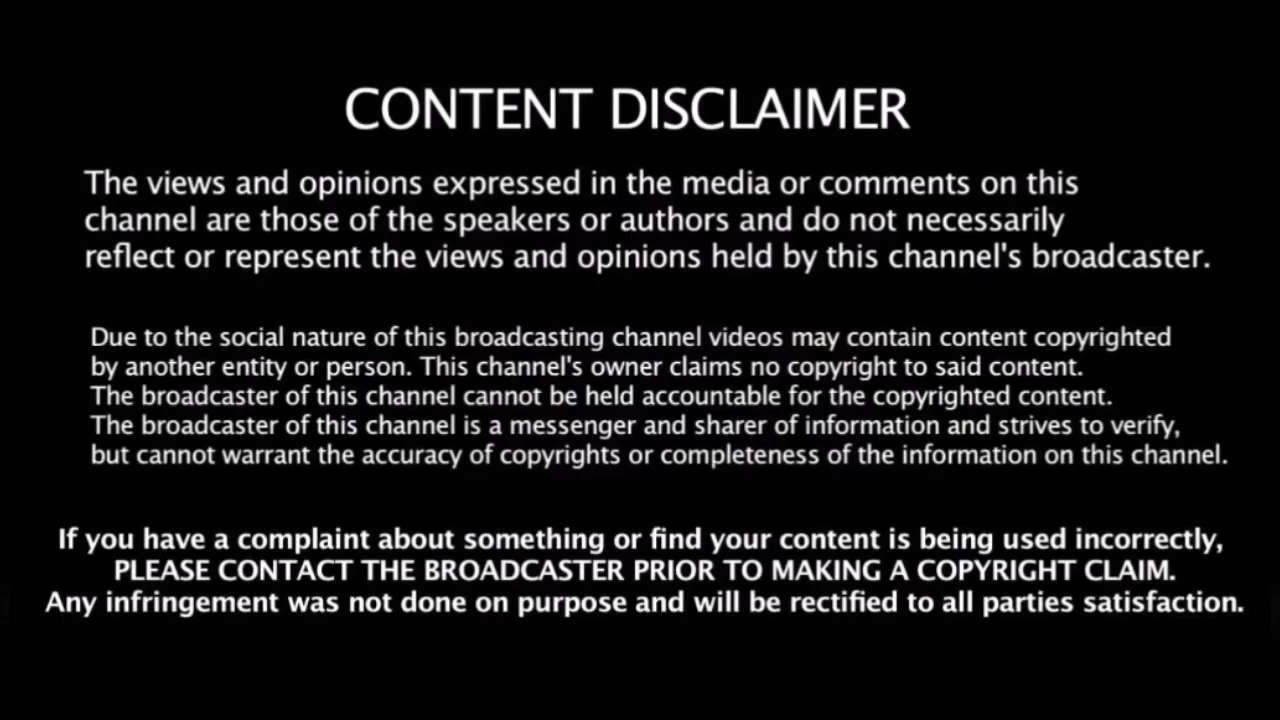 CONTENT DISCLAIMER
The views and opinions expressed in the media or comments on this
channel are those of the speakers or authors and do not necessarily
reflect or represent the views and opinions held by this channel's broadcaster.
Due to the social nature of this broadcasting channel videos may contain content copyrighted
by another entity or person. This channel's owner claims no copyright to said content.
The broadcaster of this channel cannot be held accountable for the copyrighted content.
The broadcaster of this channel is a messenger and sharer of information and strives to verify,
but cannot warrant the accuracy of copyrights or completeness of the information on this channel.
If you have a complaint about something or find your content is being used incorrectly,
PLEASE CONTACT THE BROADCASTER PRIOR TO MAKING A COPYRIGHT CLAIM.
Any infringement was not done on purpose and will be rectified to all parties satisfaction.